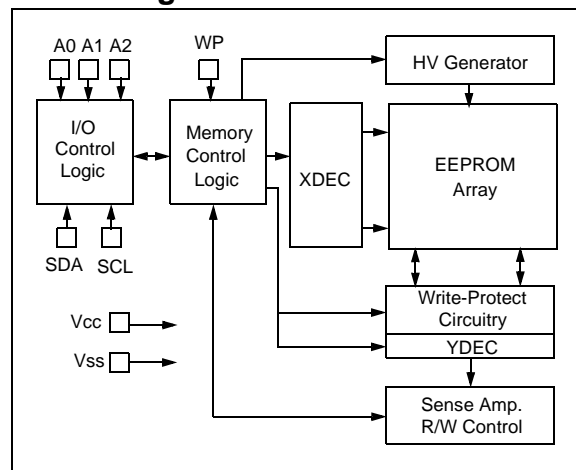 A0 A1 A2
WP
HV Generator
I/O
Control
Logic
Memory
Control
Logic
XDEC
EEPROM
Array
SDA
SCL
Write-Protect
Circuitry
YDEC
Vcc
Vss
Sense Amp.
R/W Control